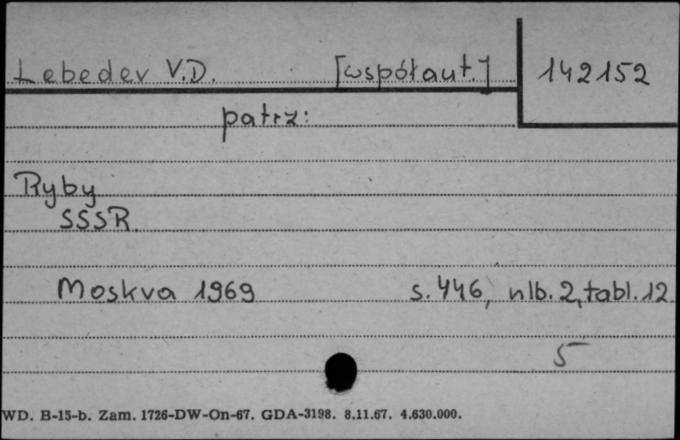 Lebedev V.D. [współaut.] 142152
patrz:
Ryby
SSSR.
Moskva 1969 s. 446, nlb. 2, tabl. 12
5
WD. B-15-b. Zam. 1726-DW-On-67. GDA-3198. 8.11.67. 4.630.000.